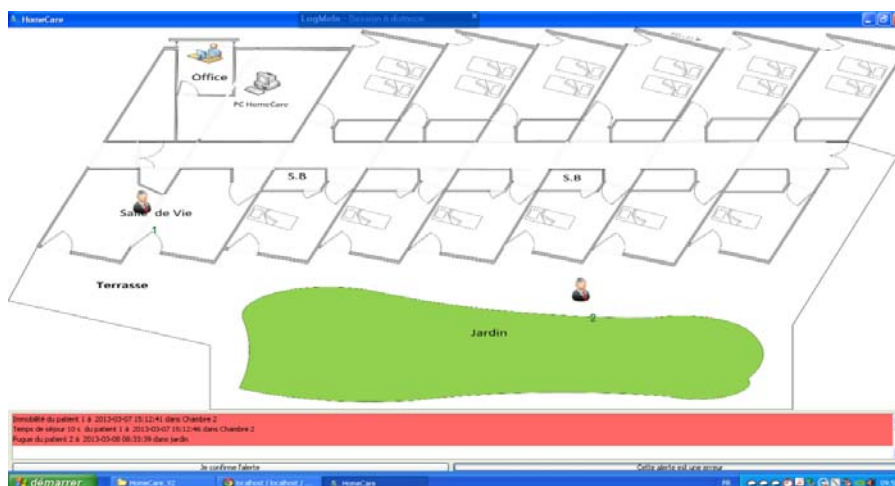 HomeCare
LogMeIn - Session à distance
Office
PC HomeCare
S.B
S.B
Salle de Vie
1
Terrasse
2
Jardin
Immobilité du patient 1 à 2013-03-07 15:12:41 dans Chambre 2
Temps de séjour 10 s du patient 1 à 2013-03-07 15:12:46 dans Chambre 2
Fugue du patient 2 à 2013-03-08 08:33:39 dans jardin
Je confirme l'alerte
Cette alerte est une erreur
démarrer
HomeCare_V2
localhost / localhost / ...
HomeCare
FR